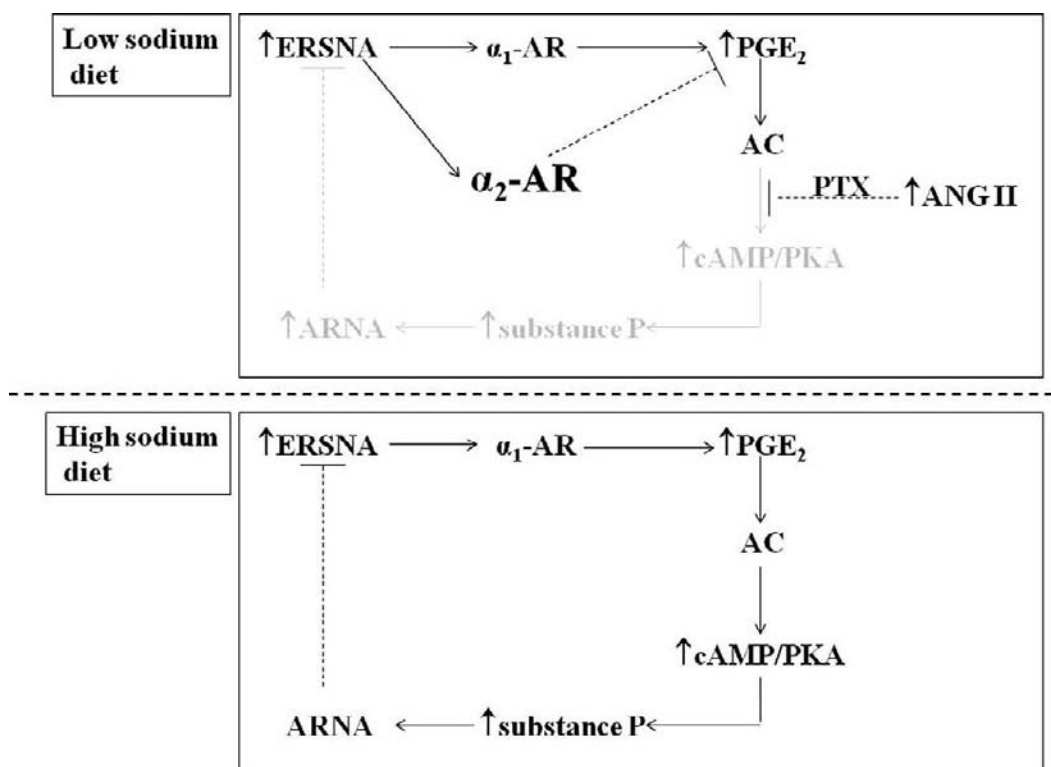 Low sodium
diet
↑ERSNA α₁-AR ↑PGE₂
AC
α₂-AR
PTX ↑ANG II
↑cAMP/PKA
↑ARNA ↑substance P
High sodium
diet
↑ERSNA α₁-AR ↑PGE₂
AC
↑cAMP/PKA
ARNA ↑substance P